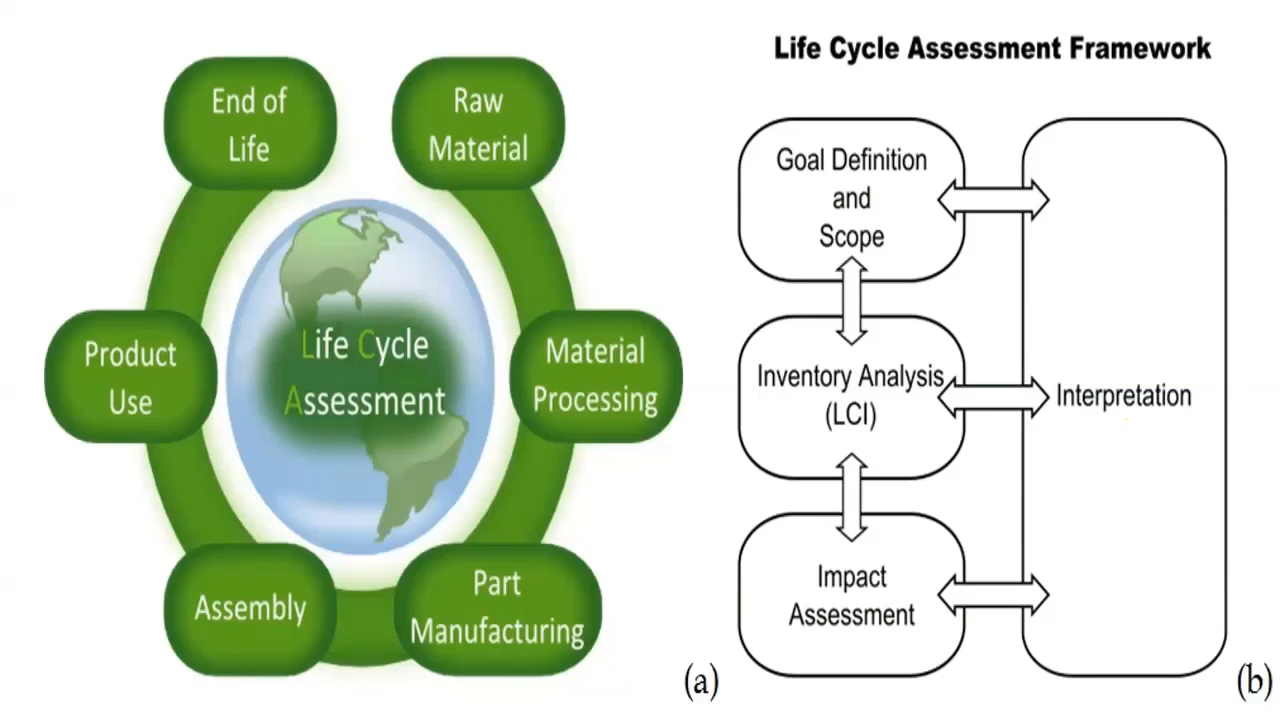 End of
Life
Raw
Material
Product
Use
Life Cycle
Assessment
Material
Processing
Assembly
Part
Manufacturing
(a)
Life Cycle Assessment Framework
Goal Definition
and
Scope
Inventory Analysis
(LCI)
Interpretation
Impact
Assessment
(b)